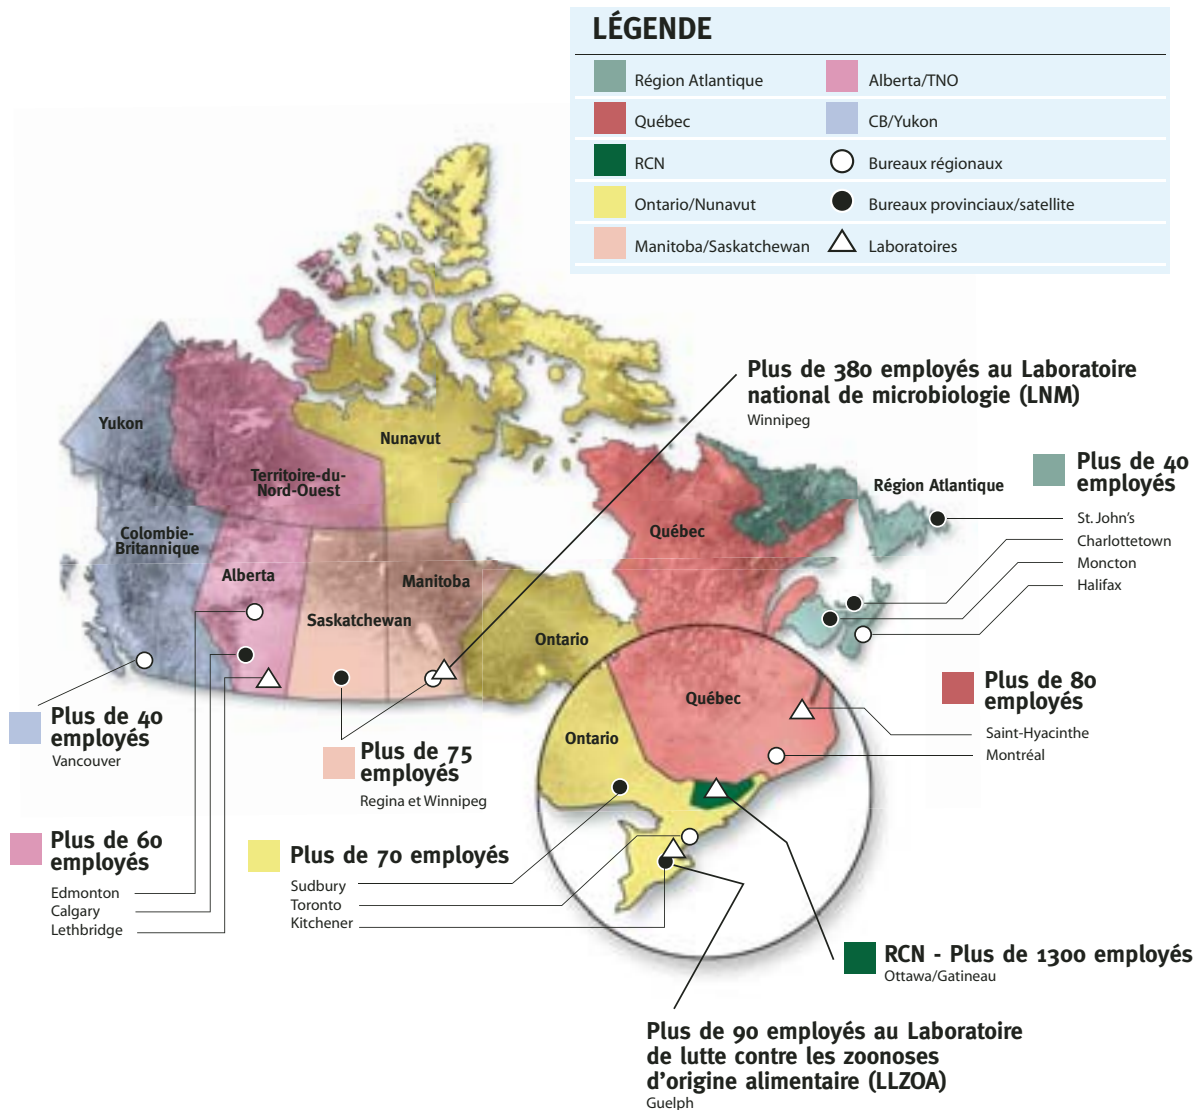 LÉGENDE
Région Atlantique
Alberta/TNO
Québec
CB/Yukon
RCN
Bureaux régionaux
Ontario/Nunavut
Bureaux provinciaux/satellite
Manitoba/Saskatchewan
Laboratoires
Plus de 380 employés au Laboratoire
national de microbiologie (LNM)
Winnipeg
Yukon
Nunavut
Territoire-du-
Nord-Ouest
Colombie-
Britannique
Alberta
Saskatchewan
Manitoba
Ontario
Québec
Région Atlantique
Plus de 40
employés
St. John's
Charlottetown
Moncton
Halifax
Québec
Ontario
Plus de 80
employés
Saint-Hyacinthe
Montréal
Plus de 40
employés
Vancouver
Plus de 75
employés
Regina et Winnipeg
Plus de 60
employés
Edmonton
Calgary
Lethbridge
Plus de 70 employés
Sudbury
Toronto
Kitchener
RCN - Plus de 1300 employés
Ottawa/Gatineau
Plus de 90 employés au Laboratoire
de lutte contre les zoonoses
d'origine alimentaire (LLZOA)
Guelph